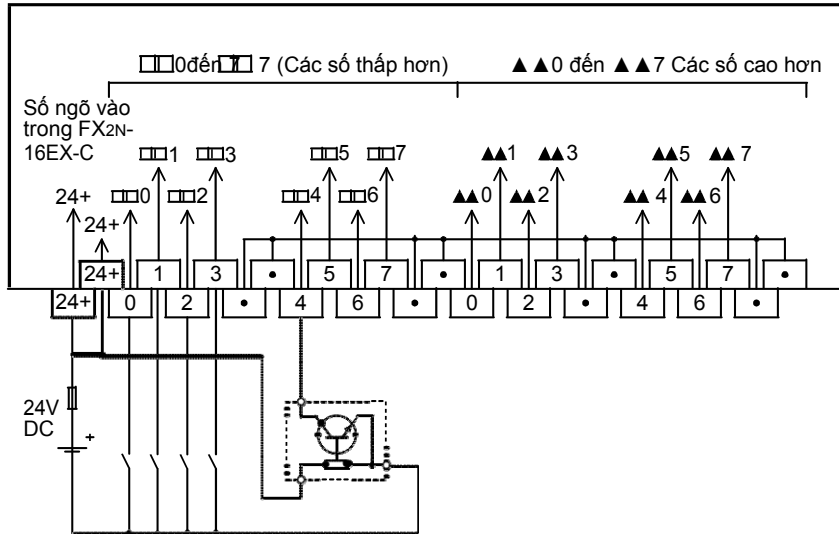 □□0đến□□ 7 (Các số thấp hơn) ▲▲0 đến ▲▲7 Các số cao hơn
Số ngõ vào
trong FX2N-
16EX-C
□□1 □□3 □□5 □□7 ▲▲1 ▲▲3 ▲▲5 ▲▲7
24+ □□0 □□2 □□4 □□6 ▲▲0 ▲▲2 ▲▲4 ▲▲6
24+
24+ 1 3 • 5 7 • 1 3 • 5 7 •
24+ 0 2 • 4 6 • 0 2 • 4 6 •
24V
DC
+